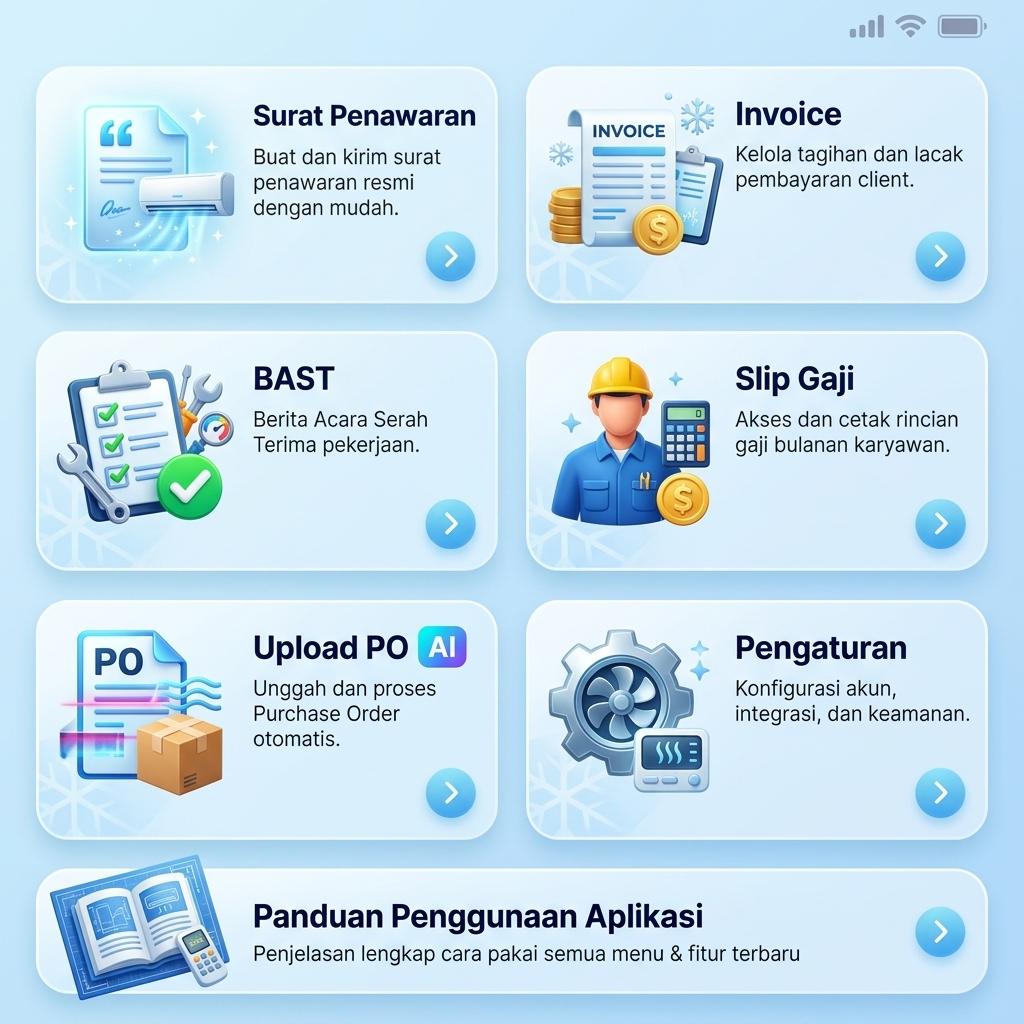 Surat Penawaran
Buat dan kirim surat
penawaran resmi
dengan mudah.
INVOICE
Invoice
Kelola tagihan dan lacak
pembayaran client.
BAST
Berita Acara Serah
Terima pekerjaan.
Slip Gaji
Akses dan cetak rincian
gaji bulanan karyawan.
PO
Upload PO AI
Unggah dan proses
Purchase Order
otomatis.
Pengaturan
Konfigurasi akun,
integrasi, dan keamanan.
Panduan Penggunaan Aplikasi
Penjelasan lengkap cara pakai semua menu & fitur terbaru